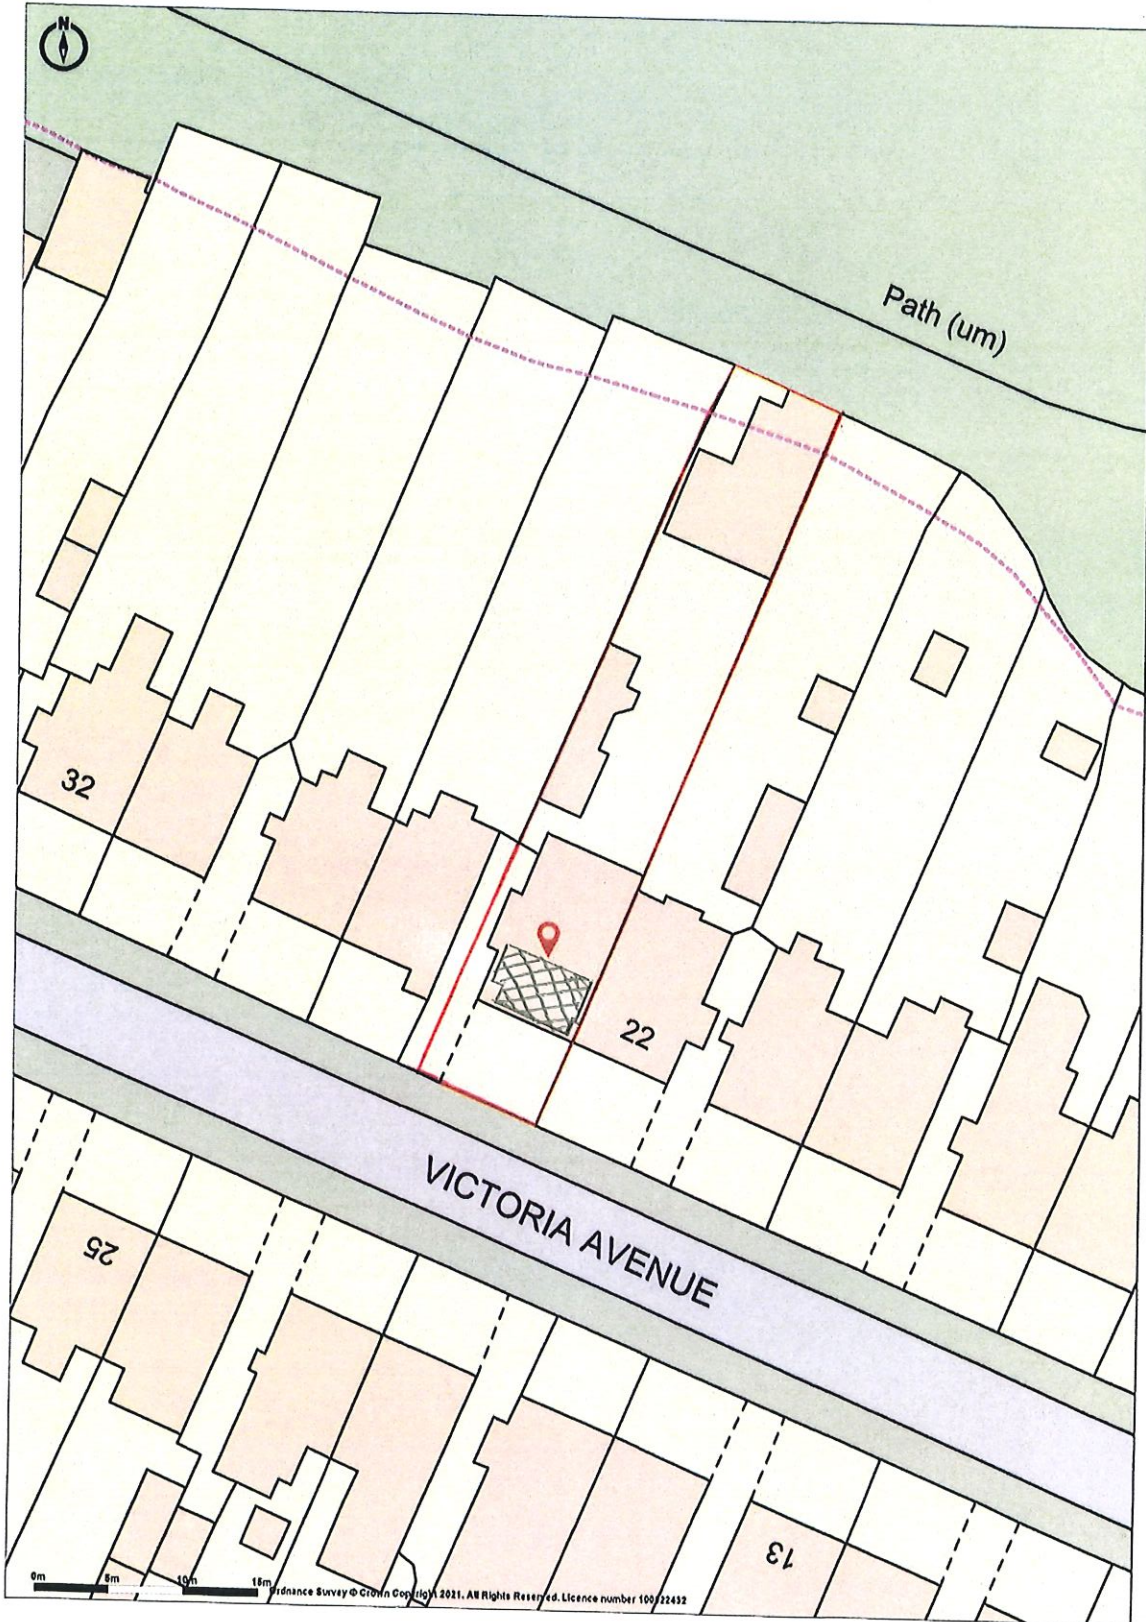 N
Path (um)
32
22
VICTORIA AVENUE
25
13
0m 5m 10m 15m
Ordnance Survey © Crown Copyright 2021. All Rights Reserved. Licence number 100022432